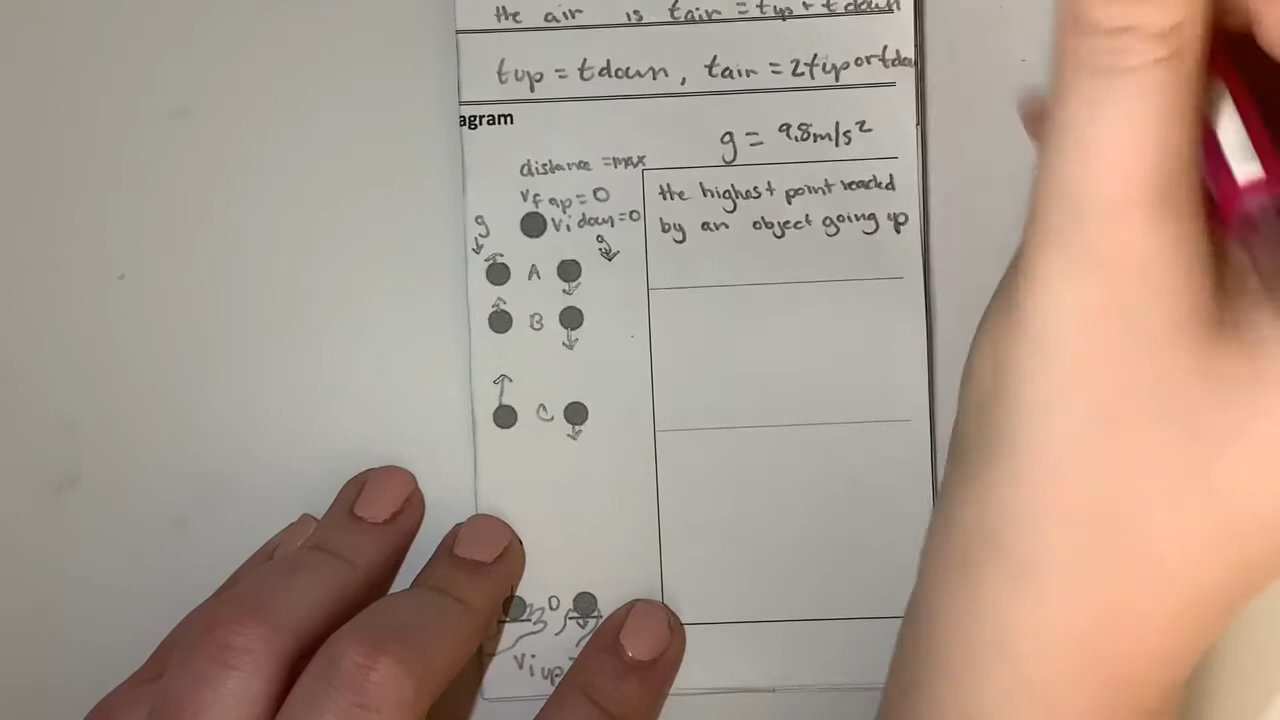 the air is tair = tup + tdown
tup = tdown, tair = 2tup or tdo
agram
g = 9.8m/s²
distance = max
vf up = 0
vi down = 0
g
g
the highest point reached
by an object going up
A
B
C
D
vi up